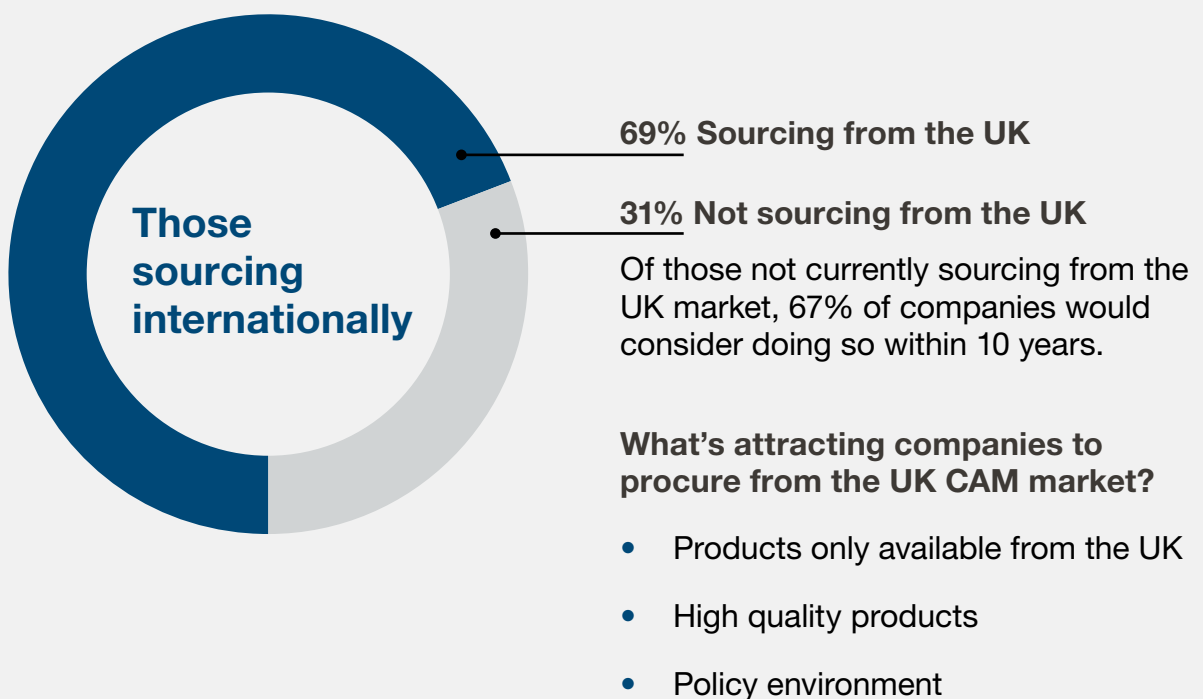 Those
sourcing
internationally
69% Sourcing from the UK
31% Not sourcing from the UK
Of those not currently sourcing from the
UK market, 67% of companies would
consider doing so within 10 years.
What’s attracting companies to
procure from the UK CAM market?
• Products only available from the UK
• High quality products
• Policy environment